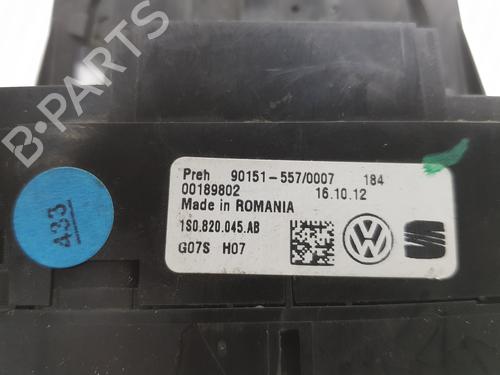 B-PARTS
Preh 90151-557/0007 184
00189802 16.10.12
Made in ROMANIA
1S0.820.045.AB
G07S H07
433